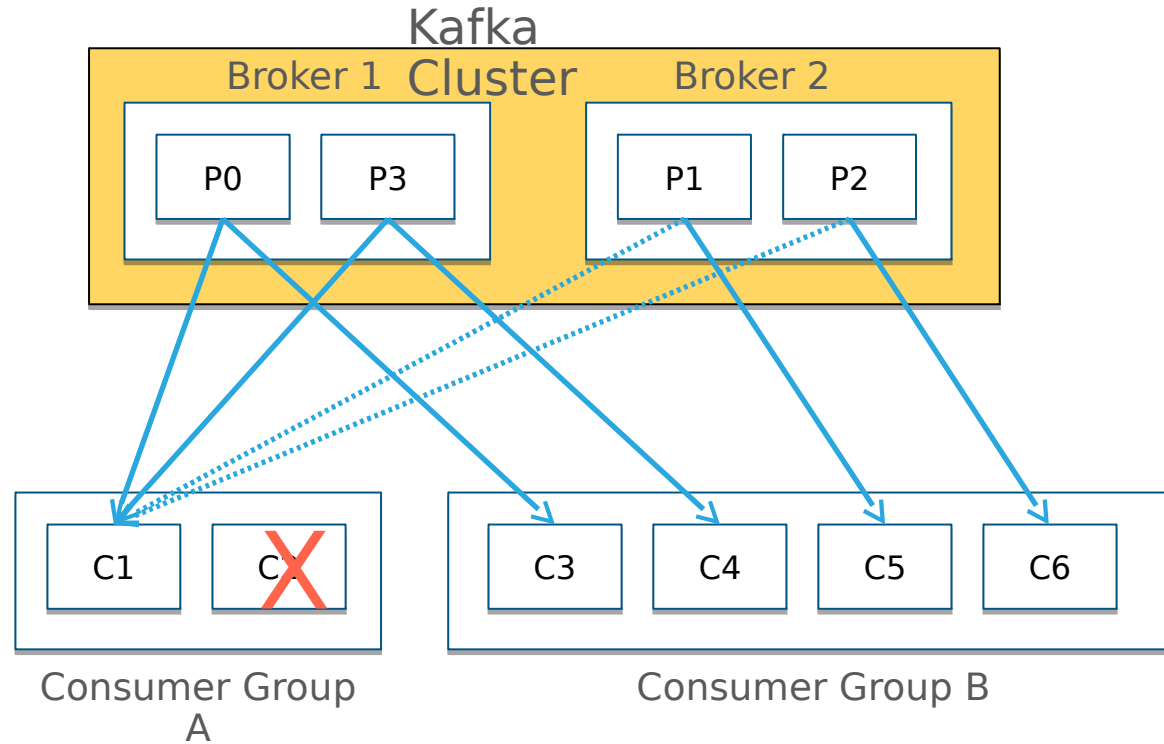 Kafka
Cluster
Broker 1
Broker 2
P0
P3
P1
P2
C1
X
C3
C4
C5
C6
Consumer Group
A
Consumer Group B